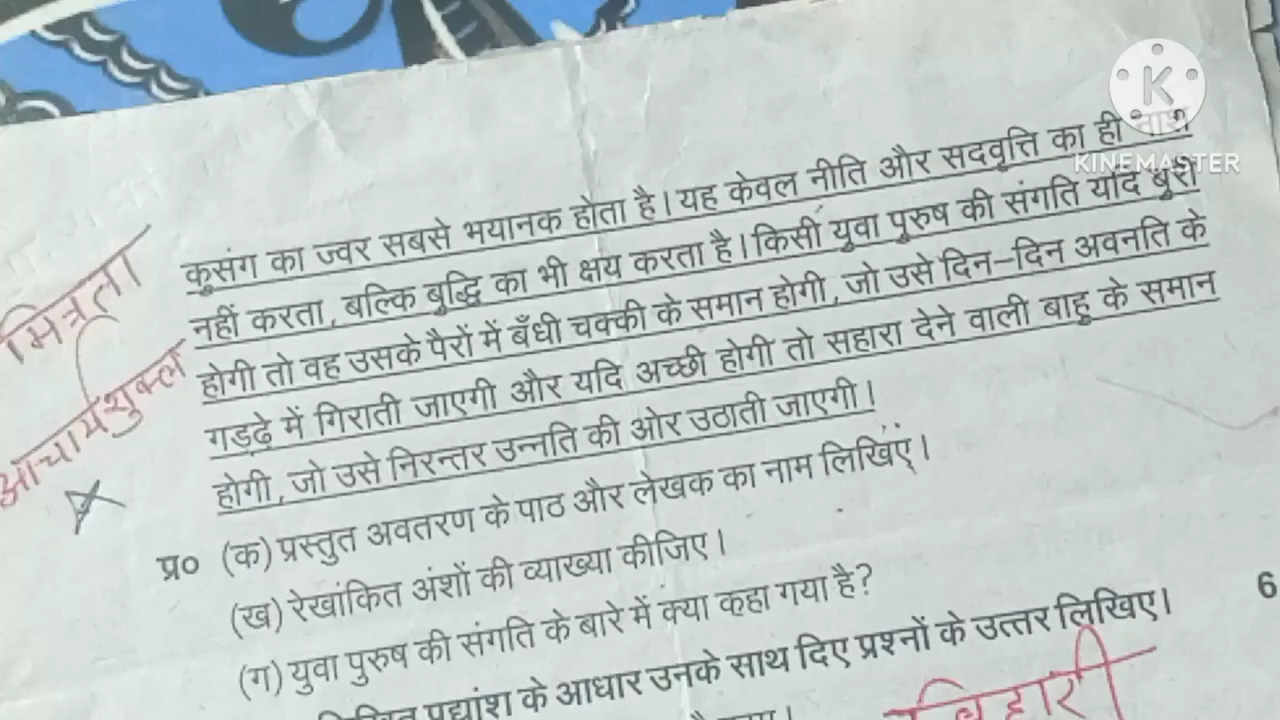 KINEMASTER
कुसंग का ज्वर सबसे भयानक होता है। यह केवल नीति और सदवृत्ति का ही नाश
नहीं करता, बल्कि बुद्धि का भी क्षय करता है। किसी युवा पुरुष की संगति यदि बुरी
होगी तो वह उसके पैरों में बँधी चक्की के समान होगी, जो उसे दिन-दिन अवनति के
गड्ढ़े में गिराती जाएगी और यदि अच्छी होगी तो सहारा देने वाली बाहु के समान
होगी, जो उसे निरन्तर उन्नति की ओर उठाती जाएगी।
मित्रता
आचार्य शुक्ल
प्र० (क) प्रस्तुत अवतरण के पाठ और लेखक का नाम लिखिए।
(ख) रेखांकित अंशों की व्याख्या कीजिए।
(ग) युवा पुरुष की संगति के बारे में क्या कहा गया है?
पद्यांश के आधार उनके साथ दिए प्रश्नों के उत्तर लिखिए। 6
बिहारी